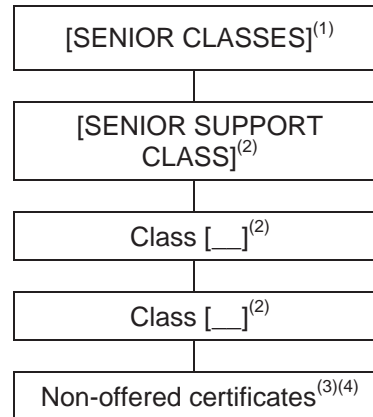 [SENIOR CLASSES](1)
[SENIOR SUPPORT
CLASS](2)
Class [__](2)
Class [__](2)
Non-offered certificates(3)(4)